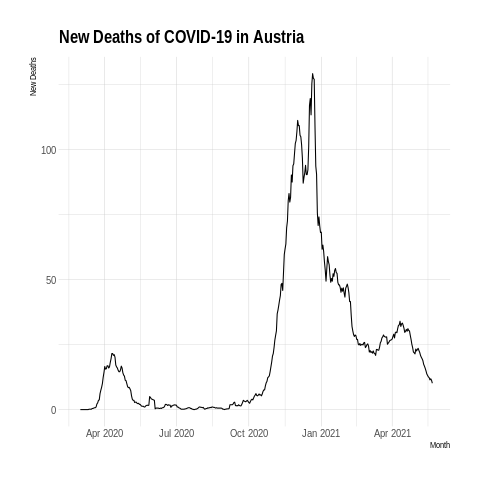 New Deaths of COVID-19 in Austria
New Deaths
100
50
0
Apr 2020 Jul 2020 Oct 2020 Jan 2021 Apr 2021
Month